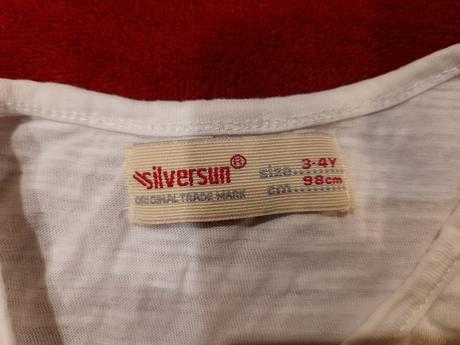 silversun®
ORIGINAL TRADE MARK
size 3-4Y
cm 98cm